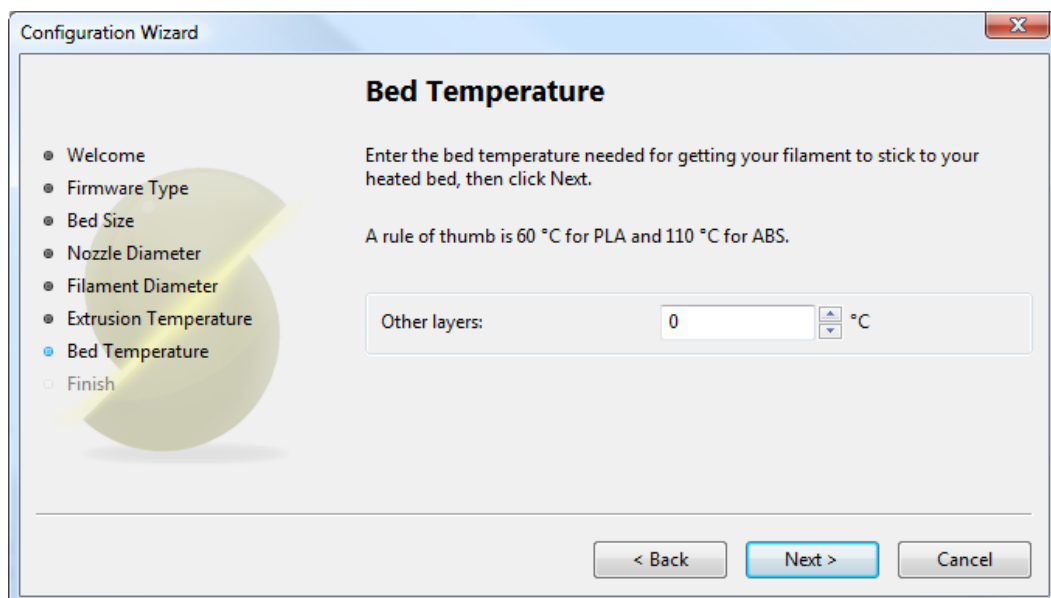 Configuration Wizard
X
Bed Temperature
Welcome
Firmware Type
Bed Size
Nozzle Diameter
Filament Diameter
Extrusion Temperature
Bed Temperature
Finish
Enter the bed temperature needed for getting your filament to stick to your
heated bed, then click Next.
A rule of thumb is 60 °C for PLA and 110 °C for ABS.
Other layers: 0 °C
< Back Next > Cancel